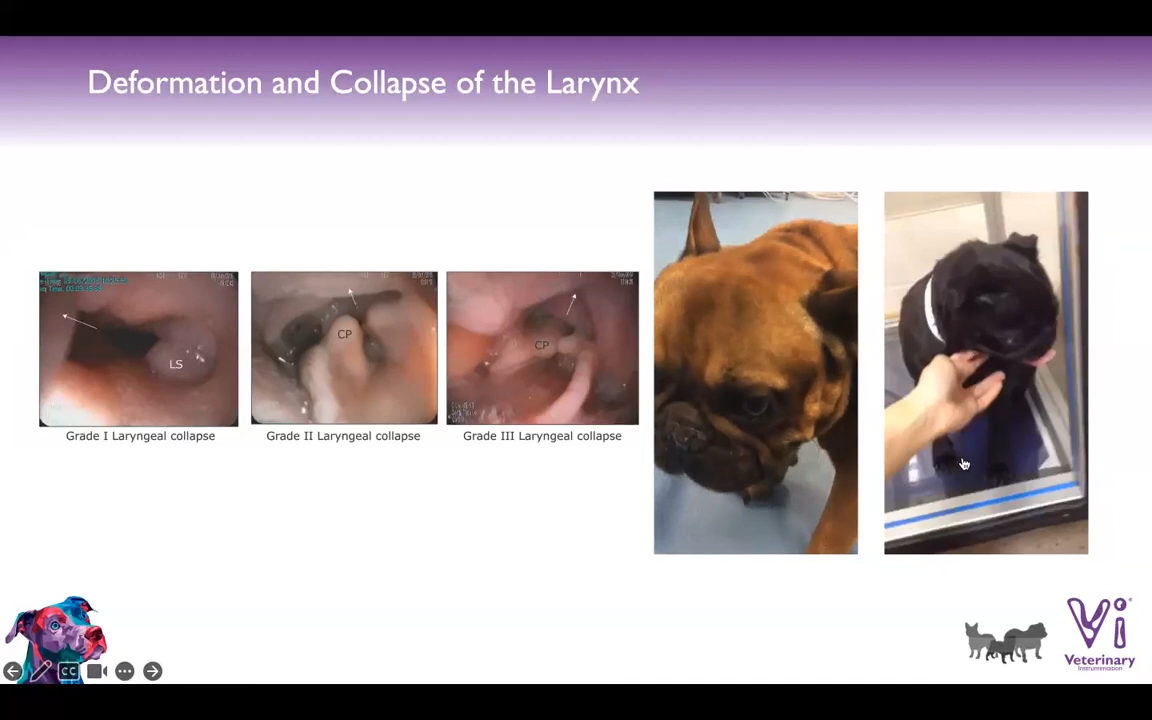 Deformation and Collapse of the Larynx
LS
CP
CP
Grade I Laryngeal collapse
Grade II Laryngeal collapse
Grade III Laryngeal collapse
CC
Vi
Veterinary
Instrumentation